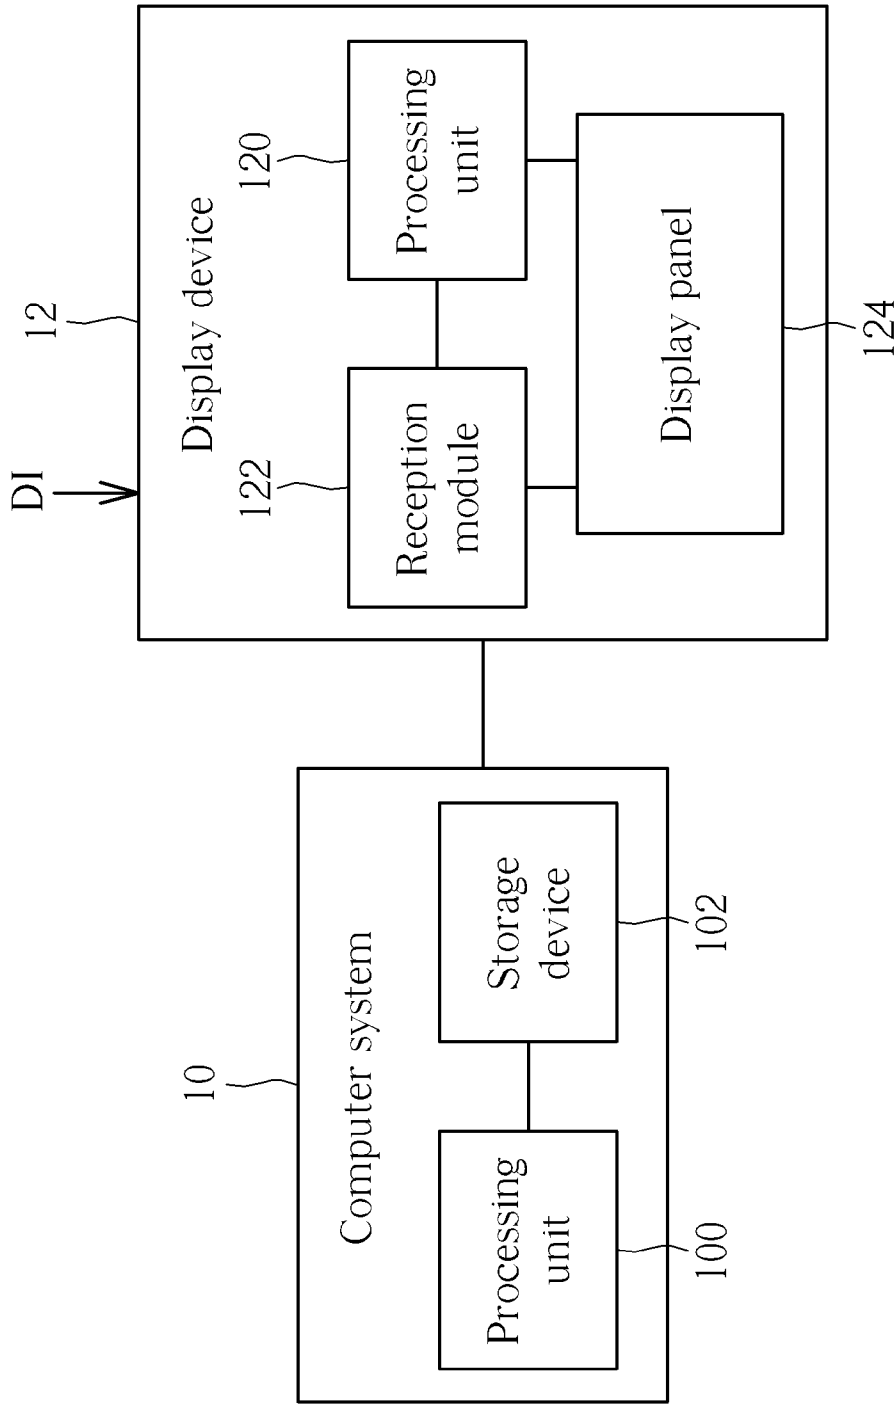 DI
12
Display device
122
120
Reception
module
Processing
unit
Display panel
124
10
Computer system
Processing
unit
Storage
device
100
102